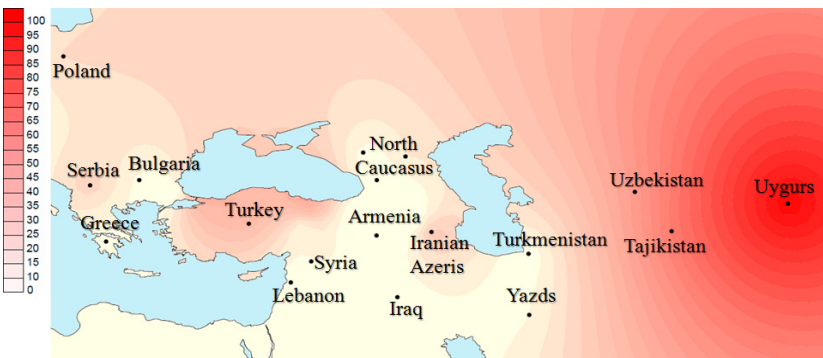 100
95
90
85
80
75
70
65
60
55
50
45
40
35
30
25
20
15
10
0
Poland
North
Caucasus
Serbia
Bulgaria
Uzbekistan
Uygurs
Greece
Turkey
Armenia
Iranian
Azeris
Turkmenistan
Tajikistan
Syria
Lebanon
Iraq
Yazds